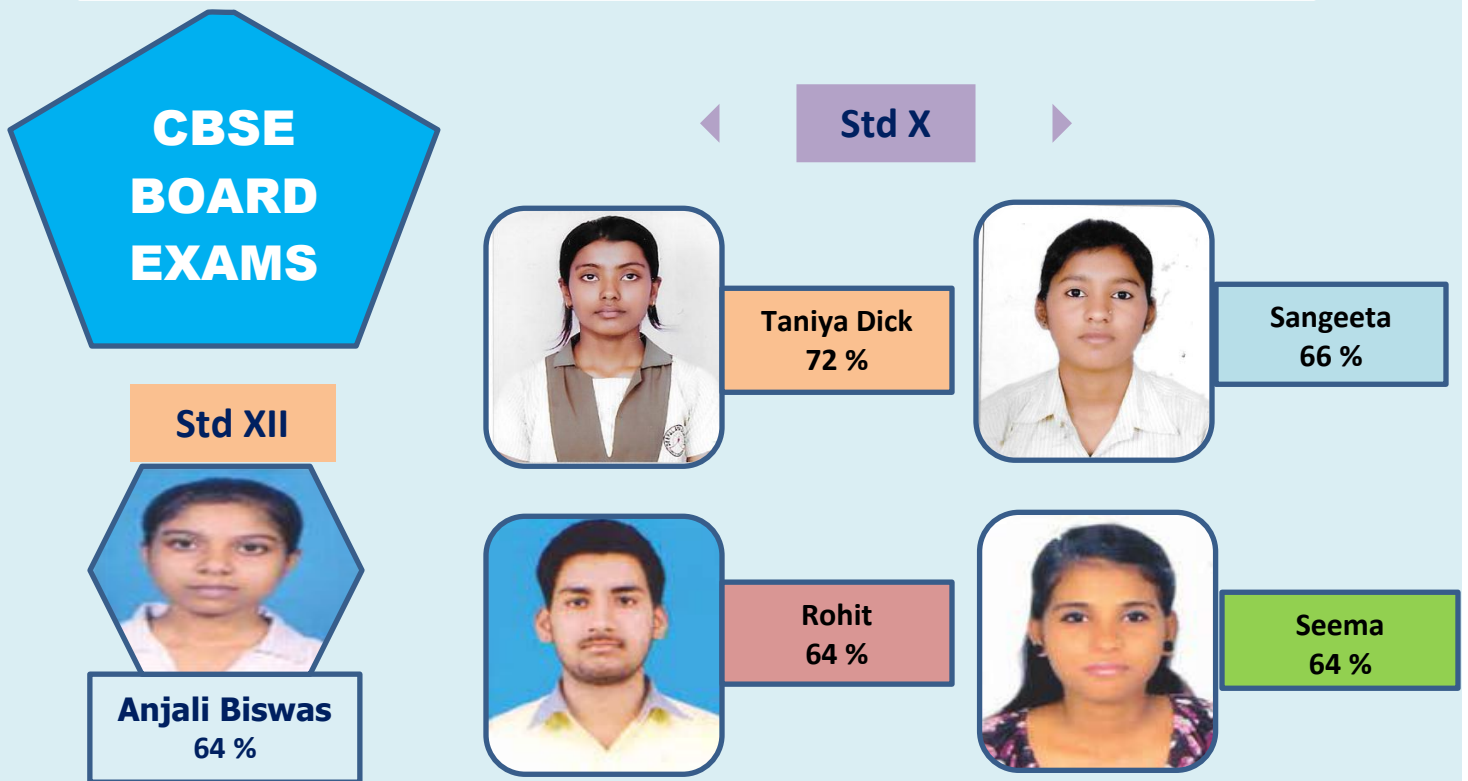 CBSE
BOARD
EXAMS
Std X
Taniya Dick
72 %
Sangeeta
66 %
Std XII
Anjali Biswas
64 %
Rohit
64 %
Seema
64 %